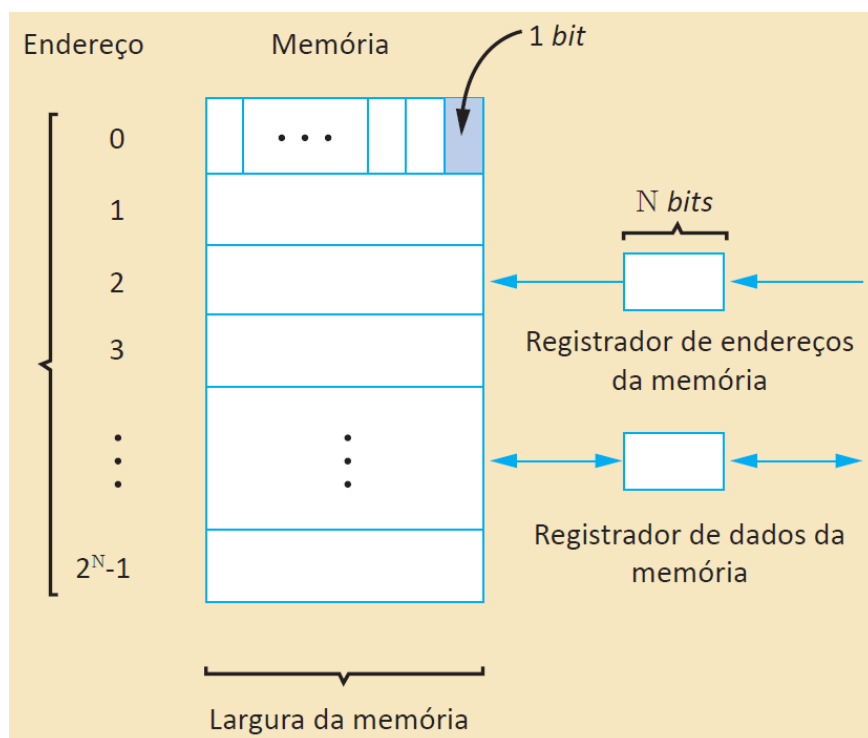 Endereço
Memória
1 bit
0
• • •
1
N bits
2
3
Registrador de endereços
da memória
Registrador de dados da
memória
2ᴺ-1
Largura da memória